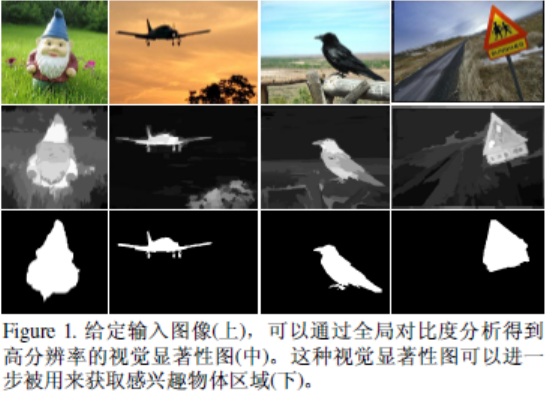 Figure 1. 给定输入图像(上)，可以通过全局对比度分析得到
高分辨率的视觉显著性图(中)。这种视觉显著性图可以进一
步被用来获取感兴趣物体区域(下)。